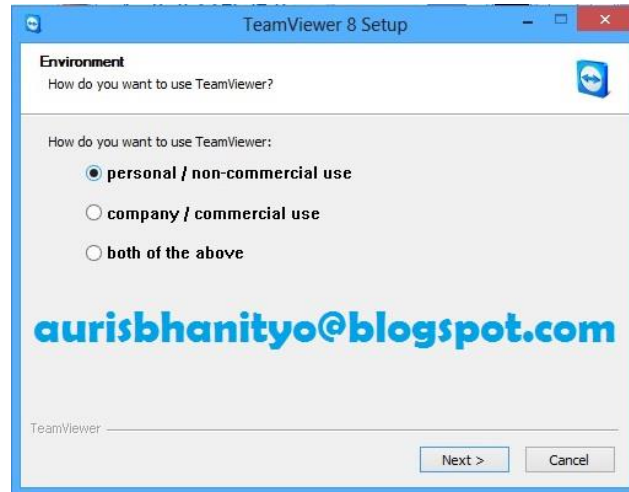 TeamViewer 8 Setup
Environment
How do you want to use TeamViewer?
How do you want to use TeamViewer:
personal / non-commercial use
company / commercial use
both of the above
aurisbhanityo@blogspot.com
TeamViewer
Next >
Cancel